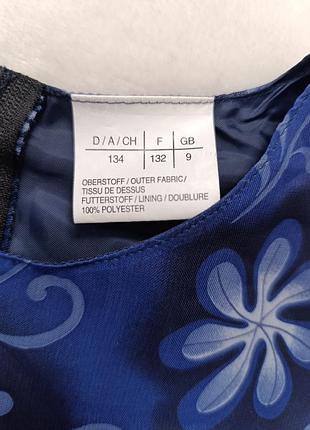 D/A/CH F GB
134 132 9
OBERSTOFF / OUTER FABRIC /
TISSU DE DESSUS
FUTTERSTOFF / LINING / DOUBLURE
100% POLYESTER